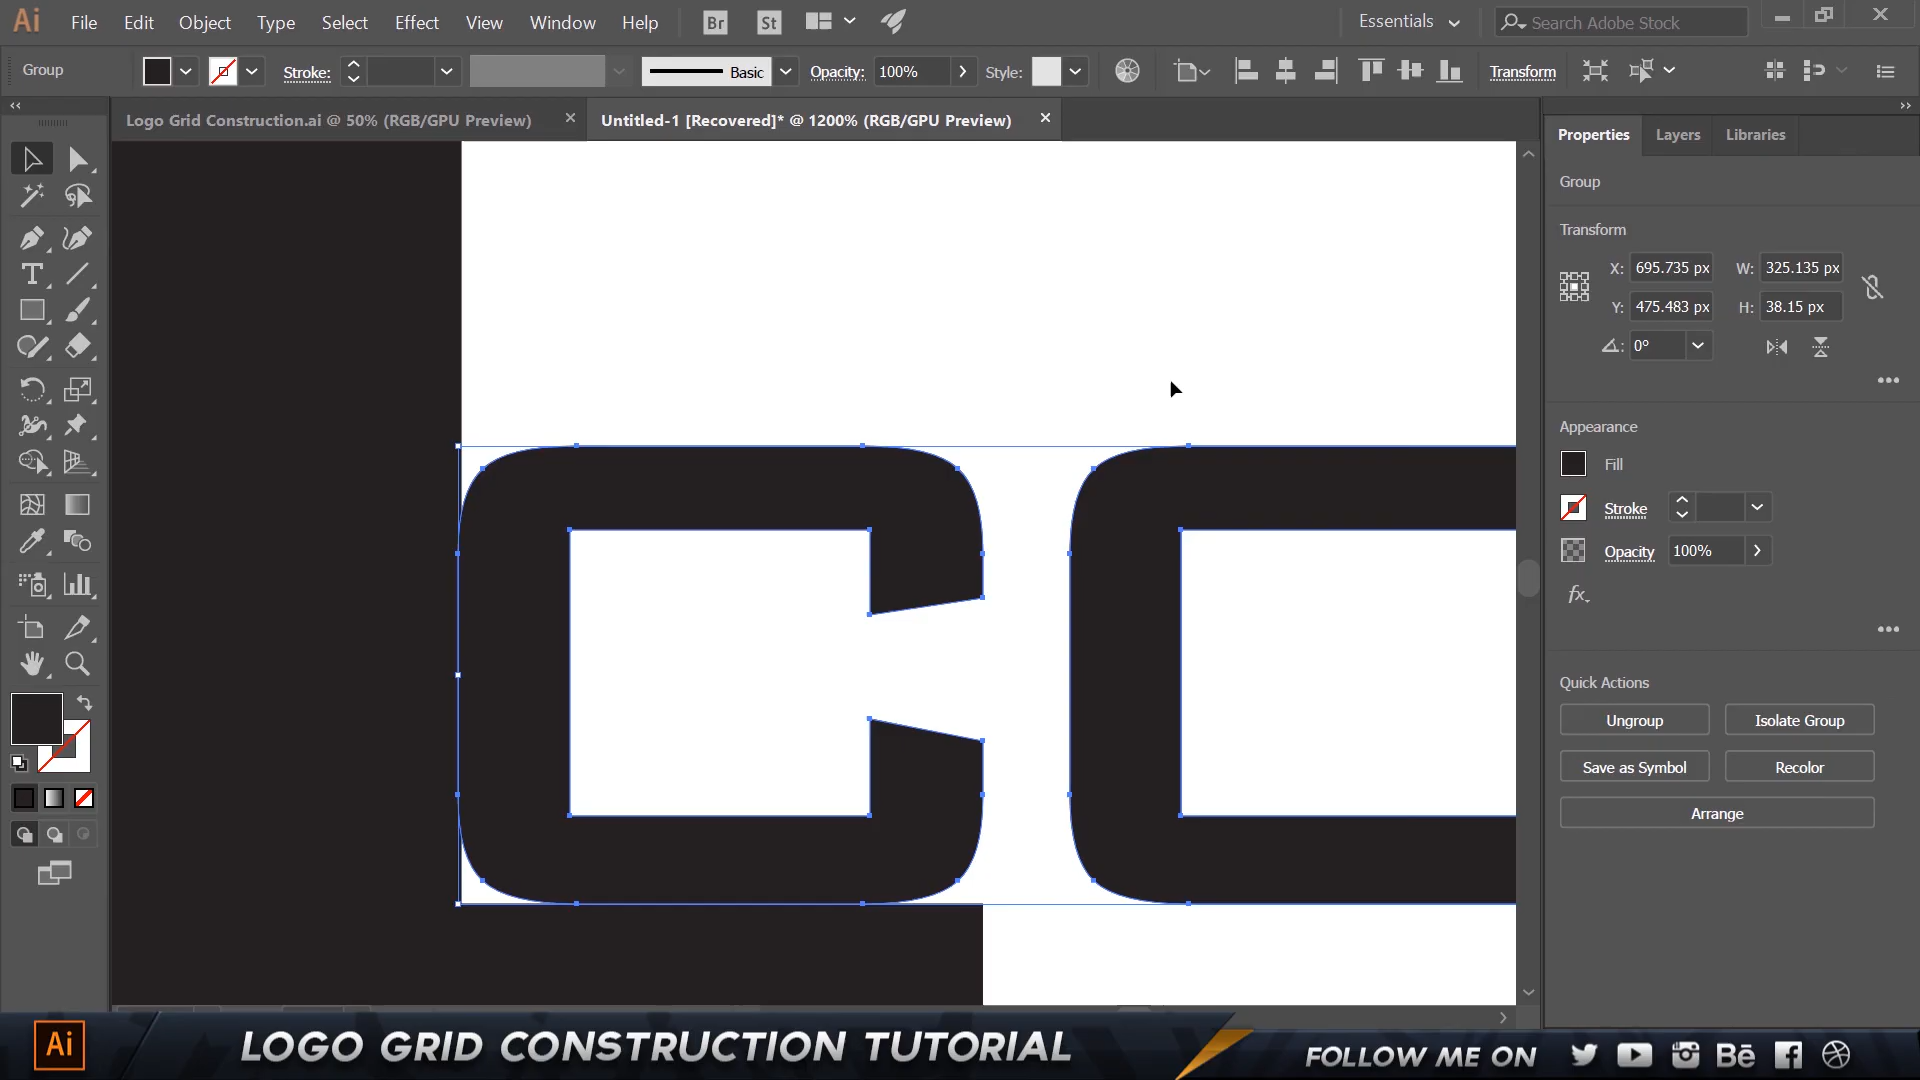 Ai File Edit Object Type Select Effect View Window Help Br St Essentials Search Adobe Stock
Group Stroke: Basic Opacity: 100% Style: Transform
Logo Grid Construction.ai @ 50% (RGB/GPU Preview) Untitled-1 [Recovered]* @ 1200% (RGB/GPU Preview)
Properties Layers Libraries
Group
Transform
X: 695.735 px W: 325.135 px
Y: 475.483 px H: 38.15 px
0°
Appearance
Fill
Stroke
Opacity 100%
fx
Quick Actions
Ungroup Isolate Group
Save as Symbol Recolor
Arrange
Ai LOGO GRID CONSTRUCTION TUTORIAL FOLLOW ME ON Bē